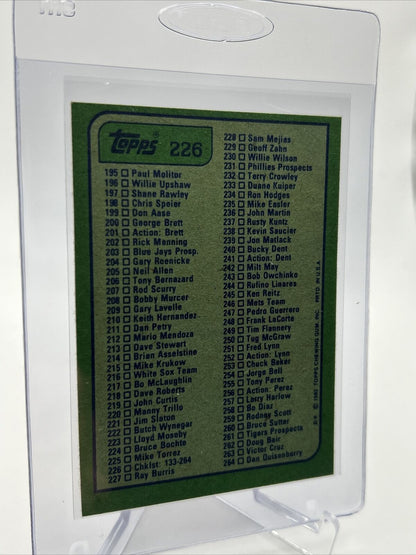 Topps® 226
195 Paul Molitor
196 Willie Upshaw
197 Shane Rawley
198 Chris Speier
199 Don Aase
200 George Brett
201 Action: Brett
202 Rick Manning
203 Blue Jays Prosp.
204 Gary Roenicke
205 Neil Allen
206 Tony Bernazard
207 Rod Scurry
208 Bobby Murcer
209 Gary Lavelle
210 Keith Hernandez
211 Dan Petry
212 Mario Mendoza
213 Dave Stewart
214 Brian Asselstine
215 Mike Krukow
216 White Sox Team
217 Bo McLaughlin
218 Dave Roberts
219 John Curtis
220 Manny Trillo
221 Jim Slaton
222 Butch Wynegar
223 Lloyd Moseby
224 Bruce Bochte
225 Mike Torrez
226 Chklst: 133-264
227 Ray Burris
228 Sam Mejias
229 Geoff Zahn
230 Willie Wilson
231 Phillies Prospects
232 Terry Crowley
233 Duane Kuiper
234 Ron Hodges
235 Mike Easler
236 John Martin
237 Rusty Kuntz
238 Kevin Saucier
239 Jon Matlack
240 Bucky Dent
241 Action: Dent
242 Milt May
243 Bob Owchinko
244 Rufino Linares
245 Ken Reitz
246 Mets Team
247 Pedro Guerrero
248 Frank LaCorte
249 Tim Flannery
250 Tug McGraw
251 Fred Lynn
252 Action: Lynn
253 Chuck Baker
254 Jorge Bell
255 Tony Perez
256 Action: Perez
257 Larry Harlow
258 Bo Diaz
259 Rodney Scott
260 Bruce Sutter
261 Tigers Prospects
262 Doug Bair
263 Victor Cruz
264 Dan Quisenberry
© 1982 TOPPS CHEWING GUM, INC. PRTD. IN U.S.A.